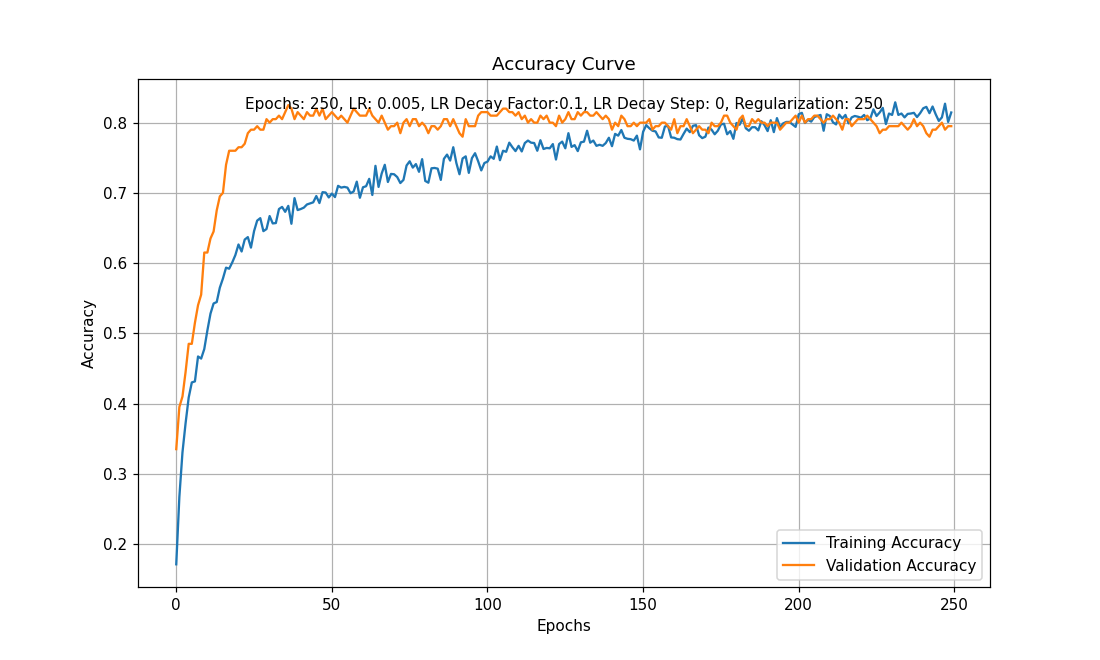 Accuracy Curve
Epochs: 250, LR: 0.005, LR Decay Factor:0.1, LR Decay Step: 0, Regularization: 250
0.8
0.7
0.6
0.5
0.4
0.3
0.2
Accuracy
Training Accuracy
Validation Accuracy
0 50 100 150 200 250
Epochs